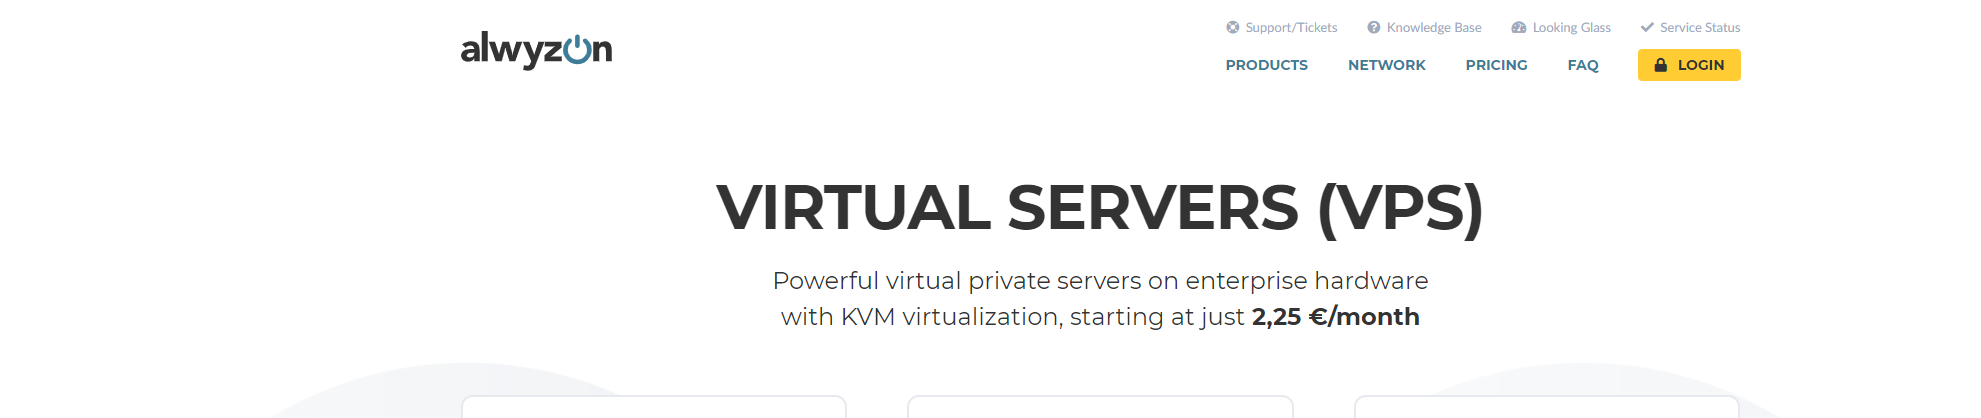 Support/Tickets Knowledge Base Looking Glass Service Status
alwyzon
PRODUCTS NETWORK PRICING FAQ LOGIN
VIRTUAL SERVERS (VPS)
Powerful virtual private servers on enterprise hardware
with KVM virtualization, starting at just 2,25 €/month